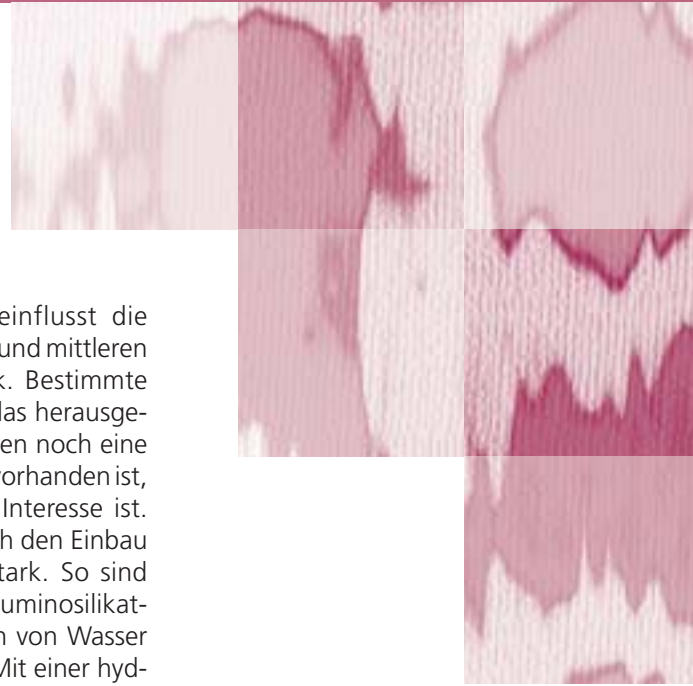 einflusst die
und mittleren
Bestimmte
herausge-
en noch eine
vorhanden ist,
Interesse ist.
h den Einbau
tark. So sind
uminosilikat-
von Wasser
Mit einer hyd-